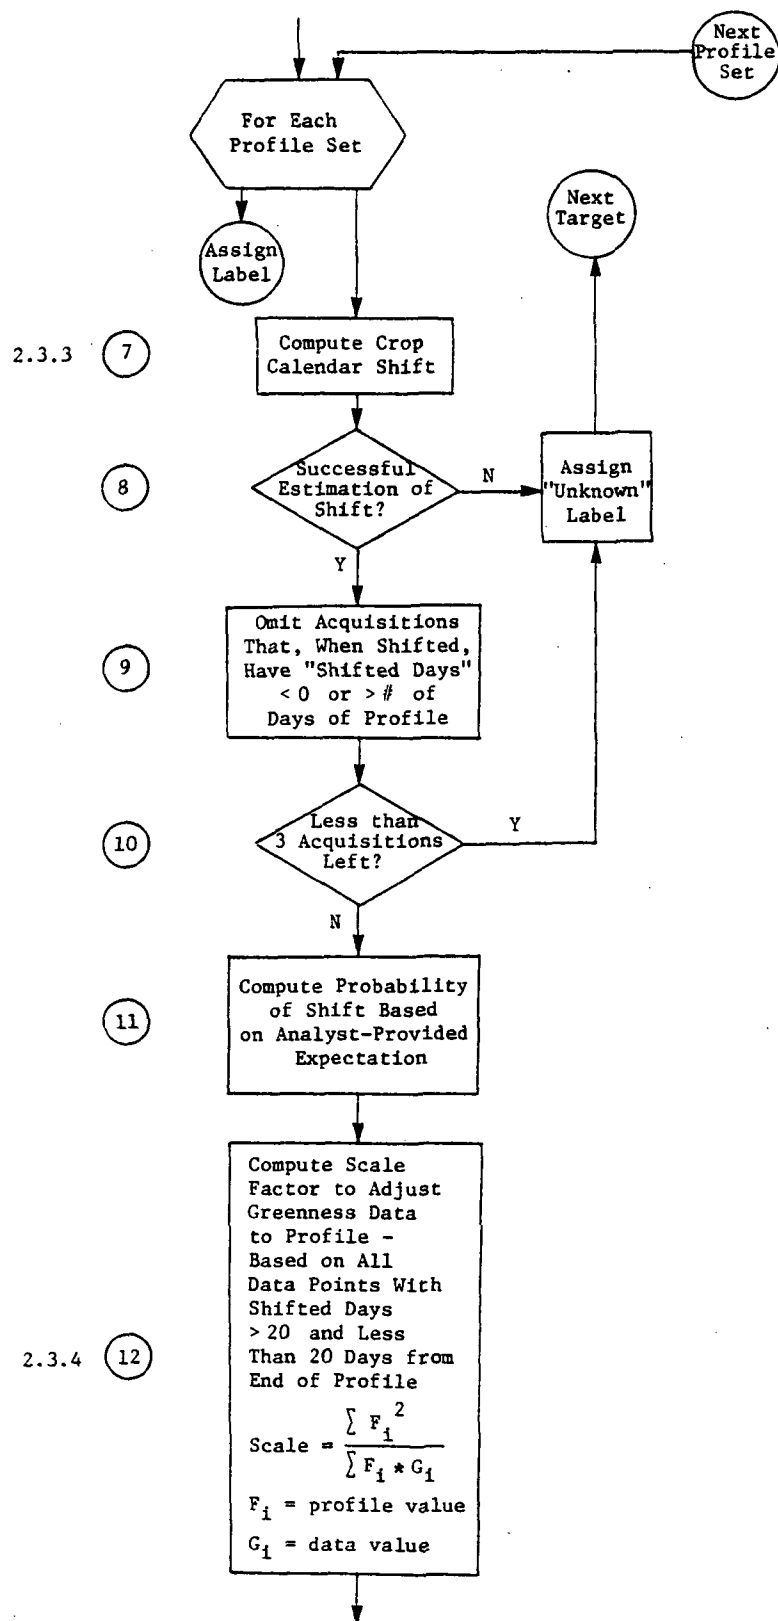 Next
Profile
Set
For Each
Profile Set
Next
Target
Assign
Label
2.3.3
7
Compute Crop
Calendar Shift
8
Successful
Estimation of
Shift?
N
Assign
"Unknown"
Label
Y
9
Omit Acquisitions
That, When Shifted,
Have "Shifted Days"
< 0 or > # of
Days of Profile
10
Less than
3 Acquisitions
Left?
Y
N
11
Compute Probability
of Shift Based
on Analyst-Provided
Expectation
2.3.4
12
Compute Scale
Factor to Adjust
Greenness Data
to Profile -
Based on All
Data Points With
Shifted Days
> 20 and Less
Than 20 Days from
End of Profile
Scale = ∑ F_i² / ∑ F_i * G_i
F_i = profile value
G_i = data value